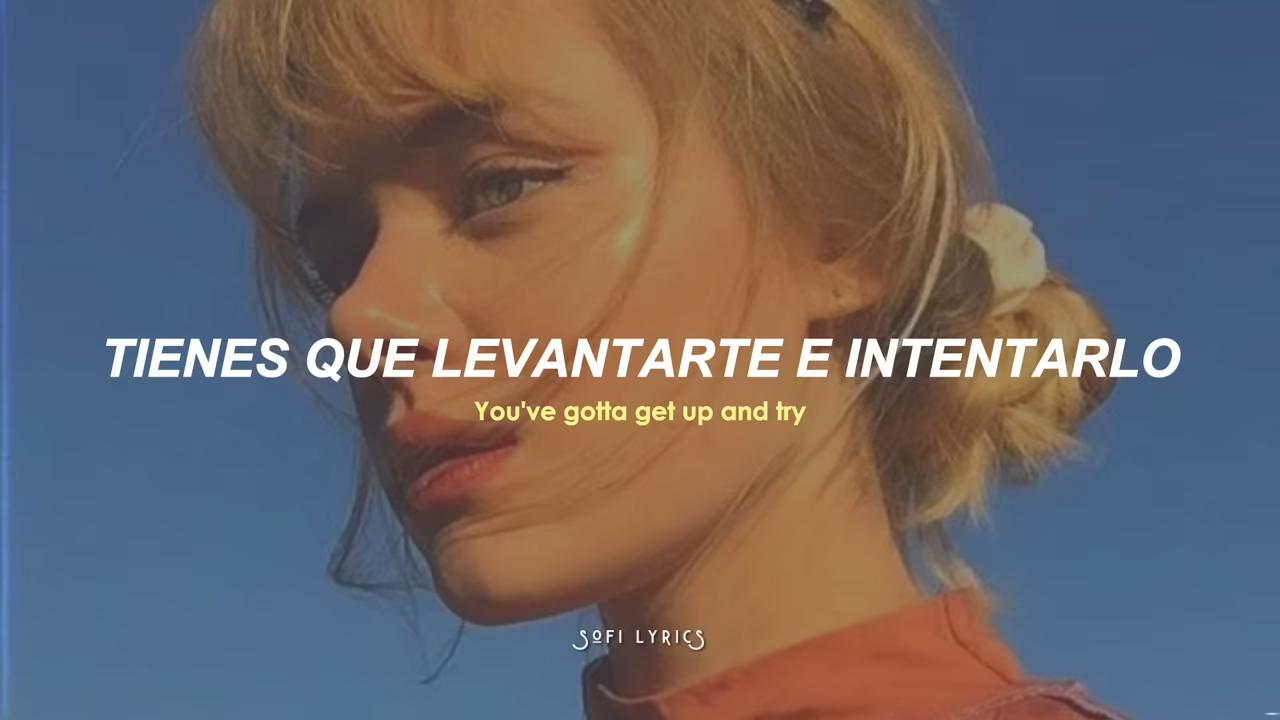 TIENES QUE LEVANTARTE E INTENTARLO
You've gotta get up and try
SOFI LYRICS